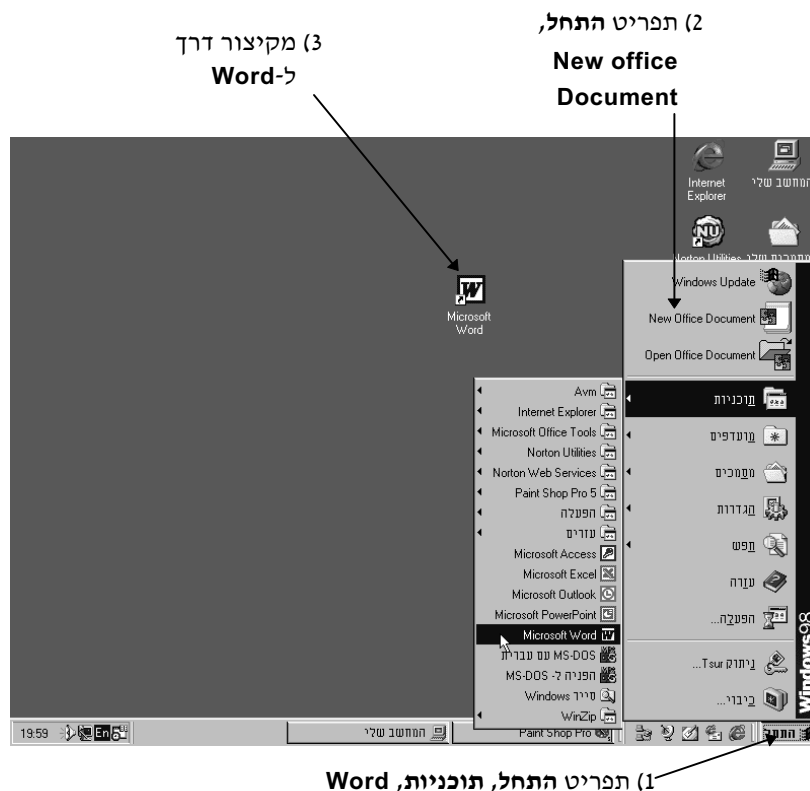 2) תפריט התחל,
New office
Document
3) מקיצור דרך
ל-Word
Internet
Explorer
המחשב שלי
Norton Utilities
Microsoft
Word
Windows Update
New Office Document
Open Office Document
תוכניות
מועדפים
מסמכים
הגדרות
חפש
עזרה
הפעלה...
ניתוק Tsur...
כיבוי...
Windows98
Avm
Internet Explorer
Microsoft Office Tools
Norton Utilities
Norton Web Services
Paint Shop Pro 5
הפעלה
עזרים
Microsoft Access
Microsoft Excel
Microsoft Outlook
Microsoft PowerPoint
Microsoft Word
MS-DOS עם עברית
הפניה ל- MS-DOS
סייר Windows
WinZip
התחל
Paint Shop Pro
המחשב שלי
En
19:59
1) תפריט התחל, תוכניות, Word